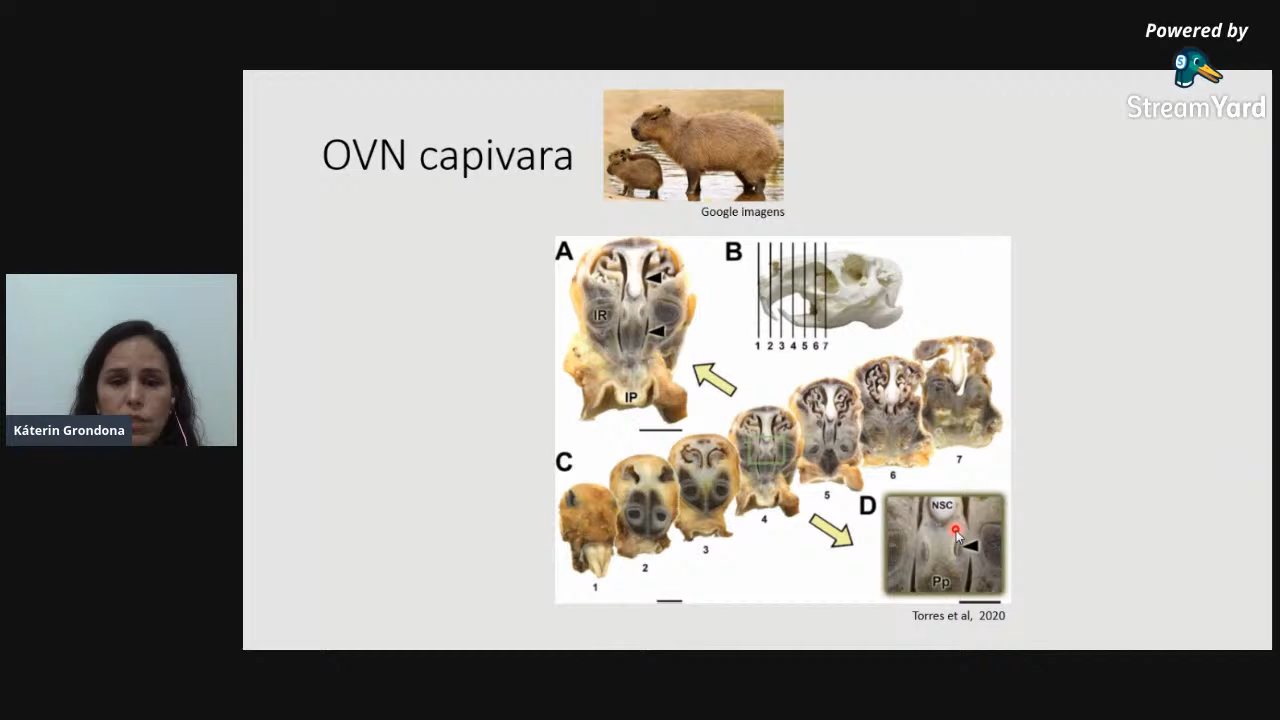 Powered by
StreamYard
OVN capivara
Google imagens
A
B
IR
IP
1 2 3 4 5 6 7
C
D
NSC
Pp
1
2
3
4
5
6
7
Torres et al, 2020
Káterin Grondona